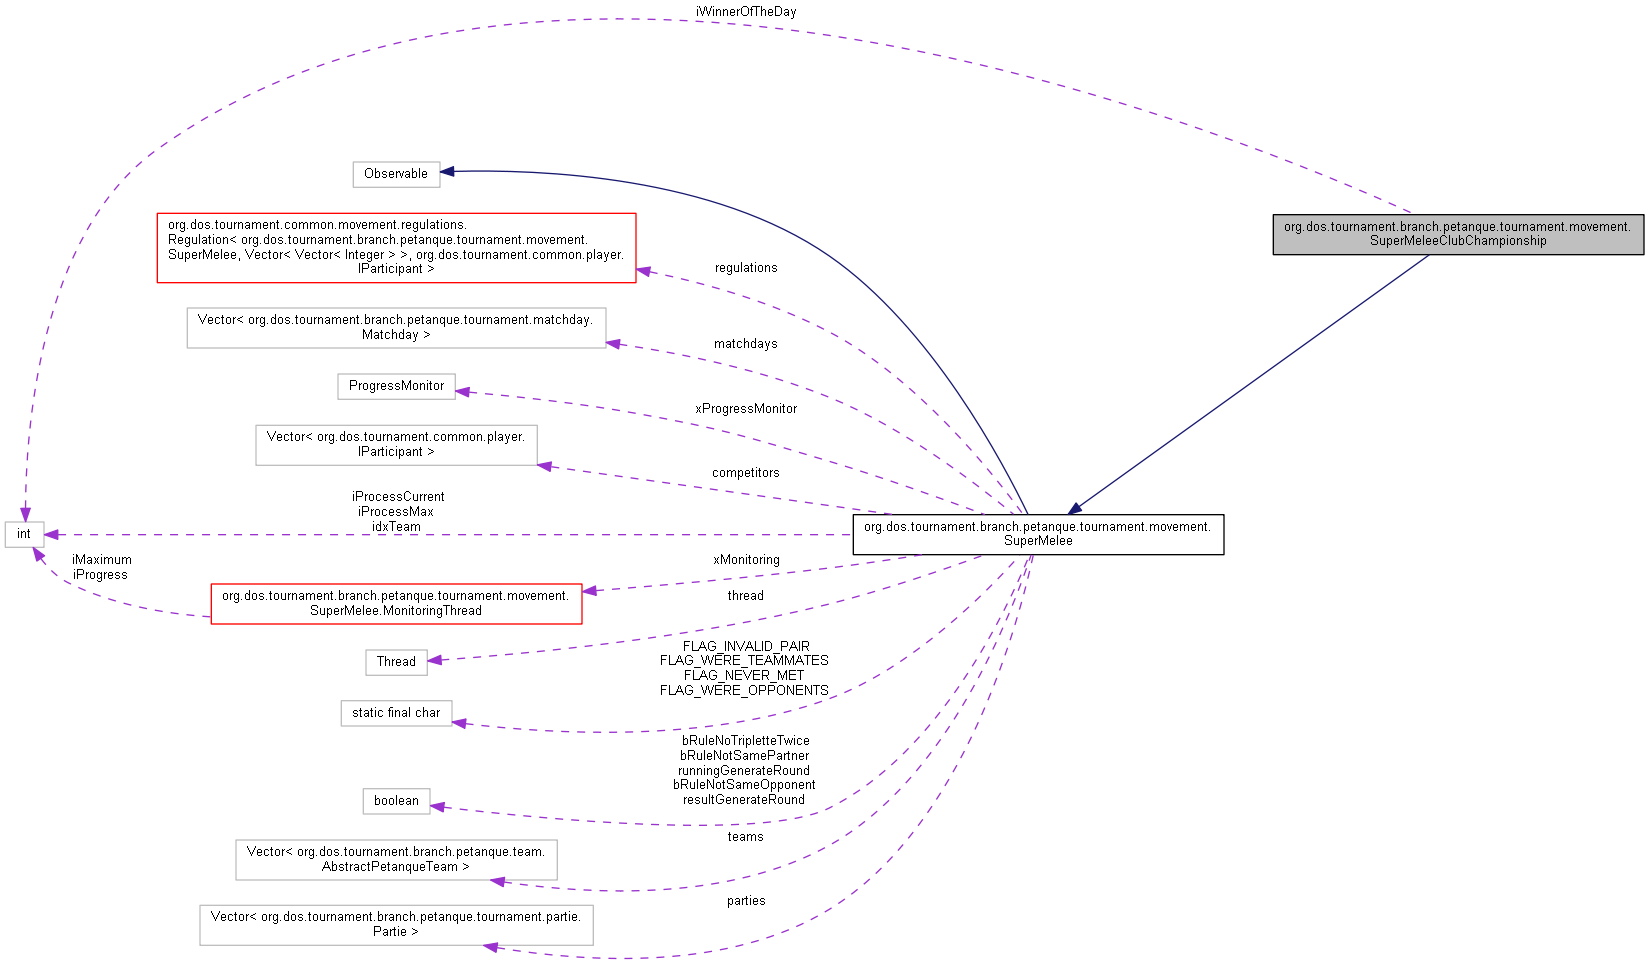 iWinnerOfTheDay
Observable
org.dos.tournament.common.movement.regulations.
Regulation< org.dos.tournament.branch.petanque.tournament.movement.
SuperMelee, Vector< Vector< Integer > >, org.dos.tournament.common.player.
IParticipant >
org.dos.tournament.branch.petanque.tournament.movement.
SuperMeleeClubChampionship
regulations
Vector< org.dos.tournament.branch.petanque.tournament.matchday.
Matchday >
matchdays
ProgressMonitor
xProgressMonitor
Vector< org.dos.tournament.common.player.
IParticipant >
competitors
iProcessCurrent
iProcessMax
idxTeam
int
org.dos.tournament.branch.petanque.tournament.movement.
SuperMelee
iMaximum
iProgress
xMonitoring
org.dos.tournament.branch.petanque.tournament.movement.
SuperMelee.MonitoringThread
thread
Thread
FLAG_INVALID_PAIR
FLAG_WERE_TEAMMATES
FLAG_NEVER_MET
FLAG_WERE_OPPONENTS
static final char
bRuleNoTripletteTwice
bRuleNotSamePartner
runningGenerateRound
bRuleNotSameOpponent
resultGenerateRound
boolean
teams
Vector< org.dos.tournament.branch.petanque.team.
AbstractPetanqueTeam >
parties
Vector< org.dos.tournament.branch.petanque.tournament.partie.
Partie >